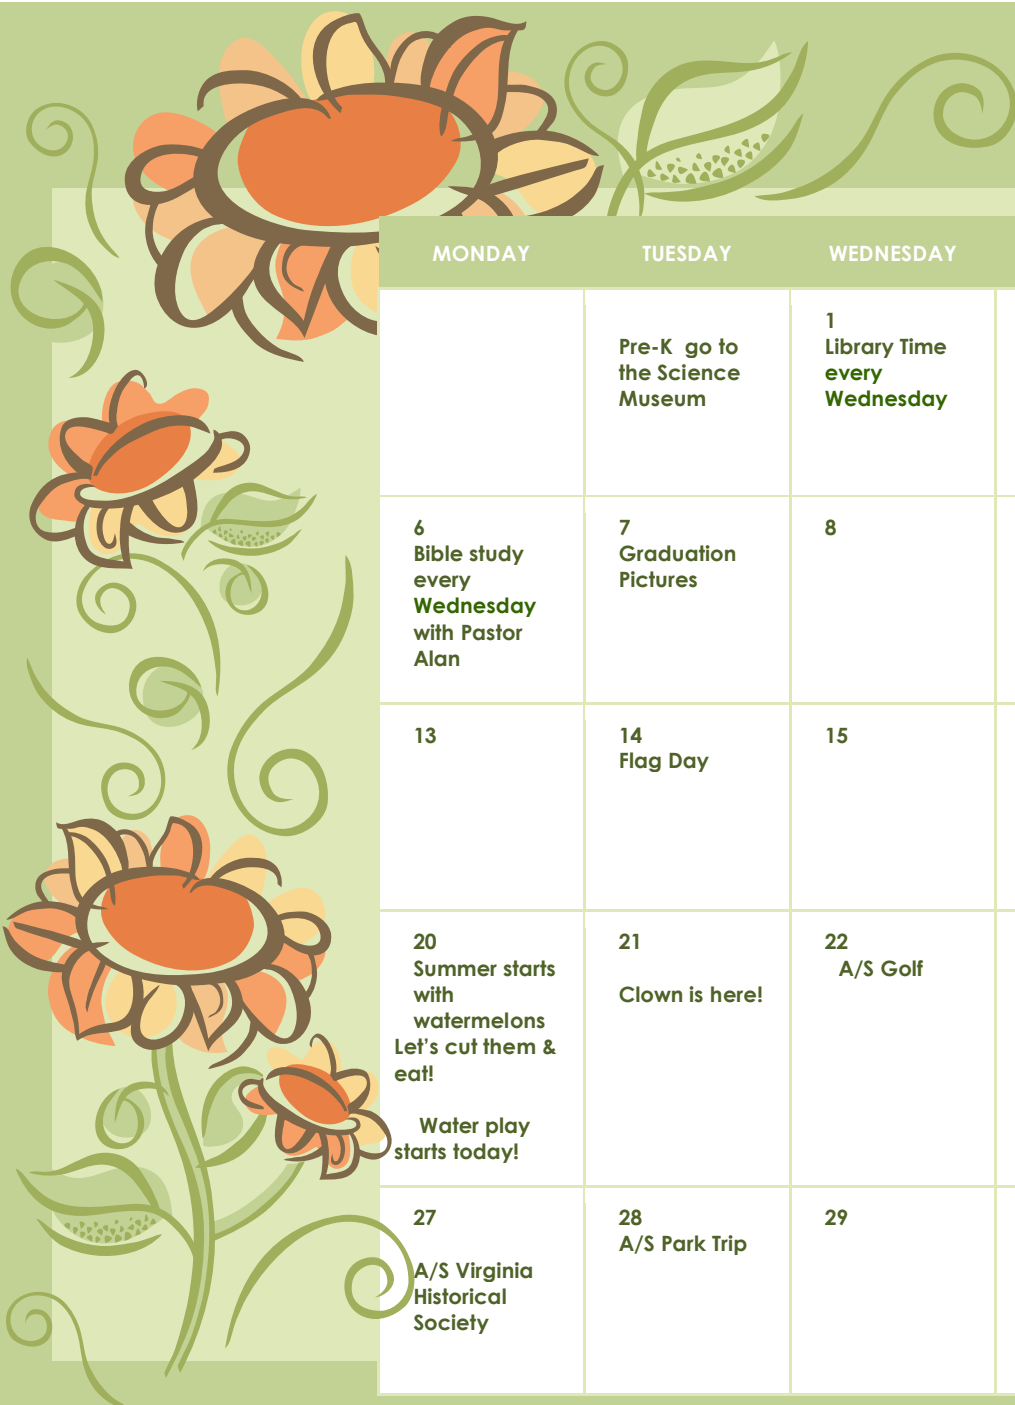 MONDAY TUESDAY WEDNESDAY
Pre-K go to
the Science
Museum
1
Library Time
every
Wednesday
6
Bible study
every
Wednesday
with Pastor
Alan
7
Graduation
Pictures
8
13
14
Flag Day
15
20
Summer starts
with
watermelons
Let's cut them &
eat!
Water play
starts today!
21
Clown is here!
22
A/S Golf
27
A/S Virginia
Historical
Society
28
A/S Park Trip
29